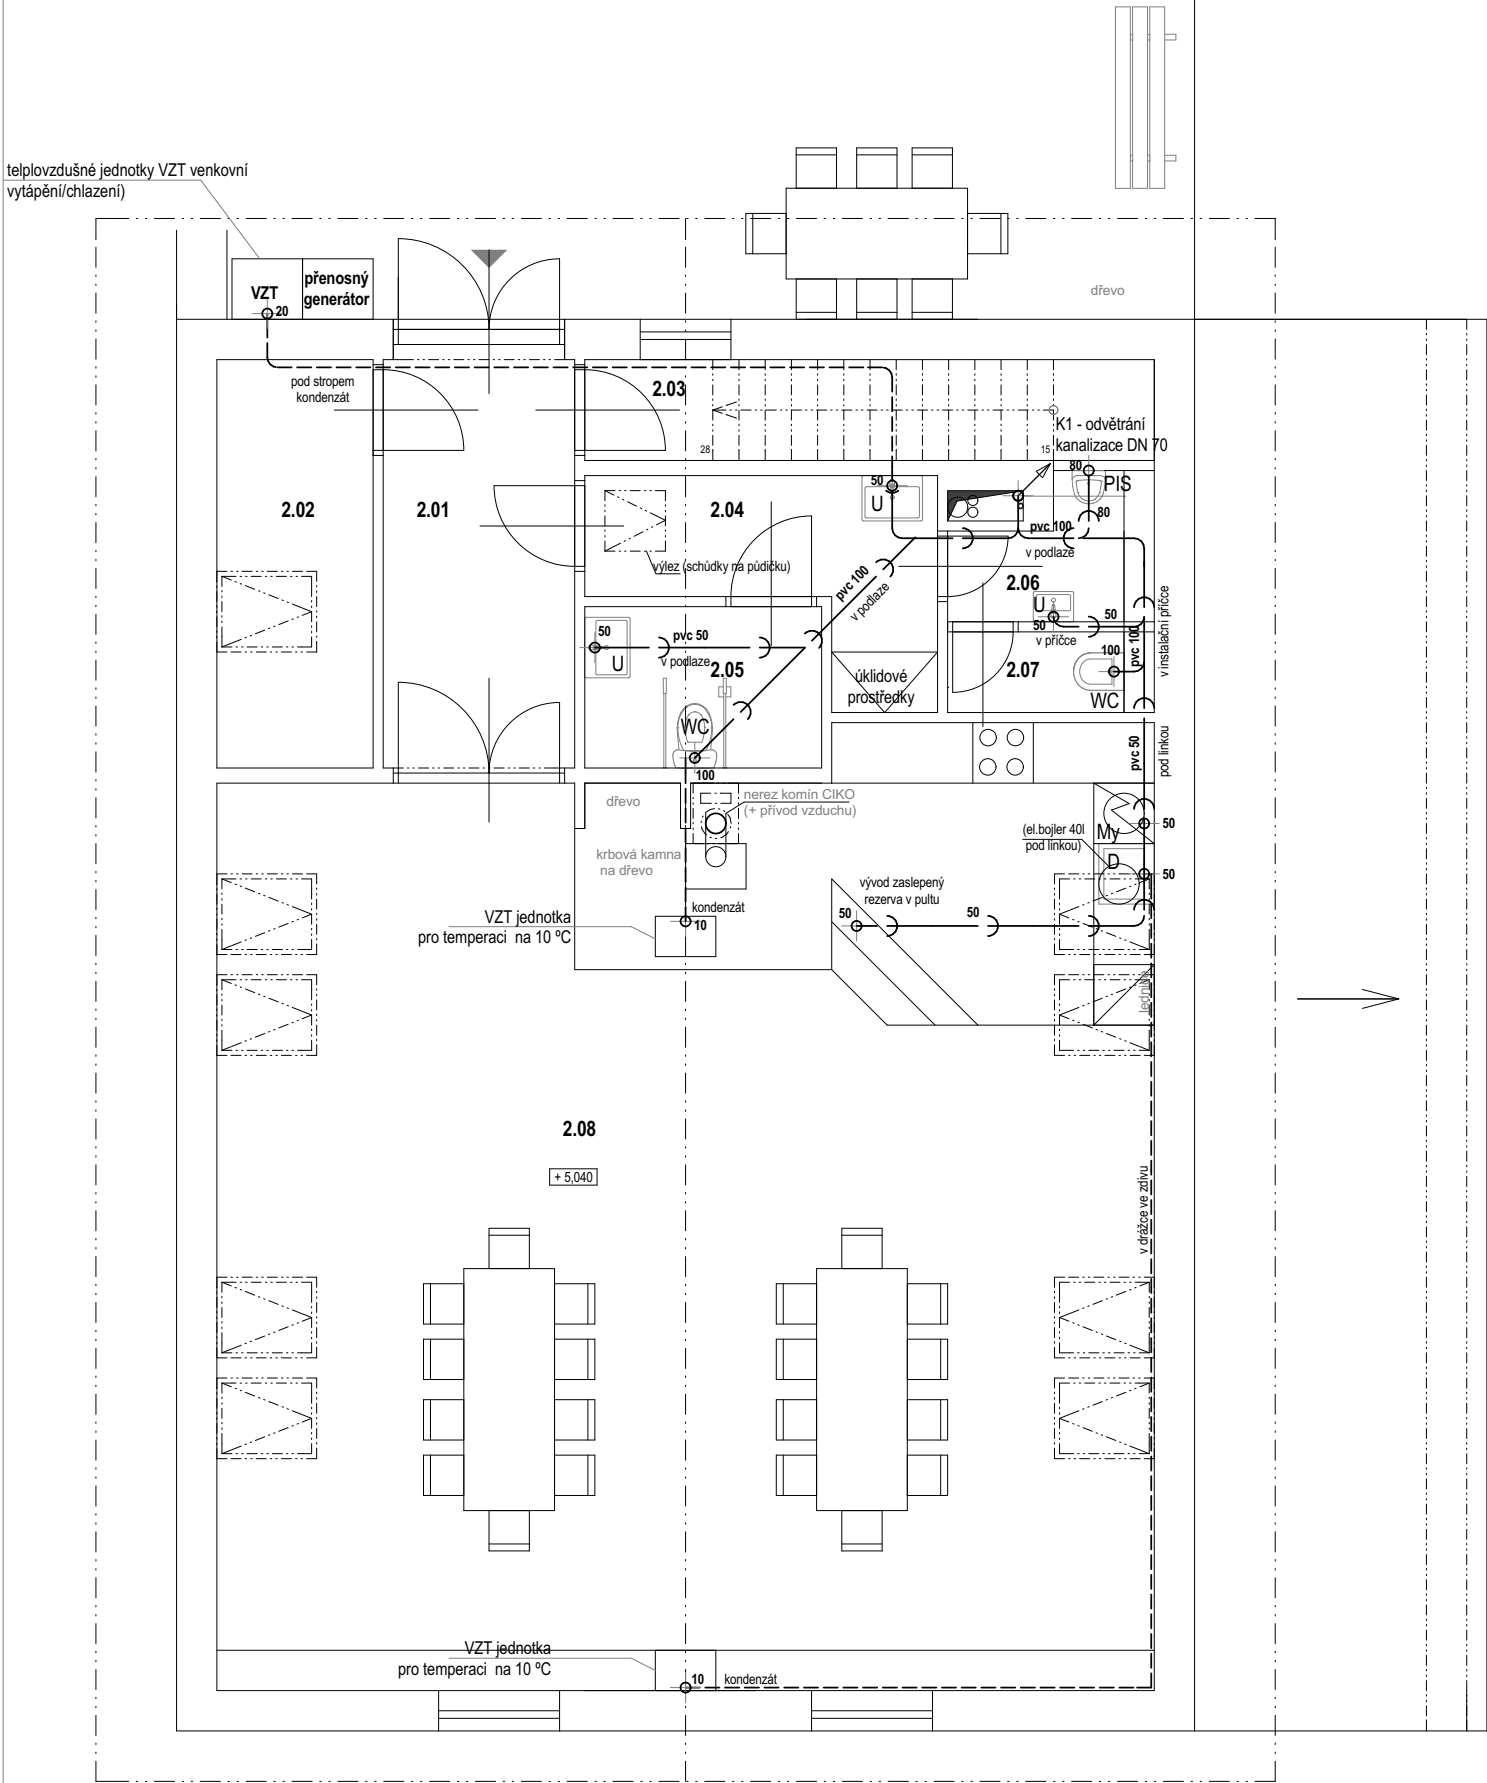 telplovzdušné jednotky VZT venkovní
vytápění/chlazení)
VZT
20
přenosný
generátor
dřevo
pod stropem
kondenzát
2.03
28
15
K1 - odvětrání
kanalizace DN 70
2.02
2.01
2.04
50
U
80
PIS
80
pvc 100
v podlaze
výlez (schůdky na půdičku)
pvc 100
v podlaze
2.06
U
50
50
v příčce
pvc 100
v instalační příčce
50
U
pvc 50
v podlaze
2.05
WC
100
úklidové
prostředky
2.07
100
WC
pvc 50
pod linkou
dřevo
nerez komín CIKO
(+ přívod vzduchu)
krbová kamna
na dřevo
(el.bojler 40l
pod linkou)
My
50
D
50
VZT jednotka
pro temperaci na 10 ºC
kondenzát
10
vývod zaslepený
rezerva v pultu
50
50
lednice
2.08
+ 5,040
v drážce ve zdivu
VZT jednotka
pro temperaci na 10 ºC
10
kondenzát